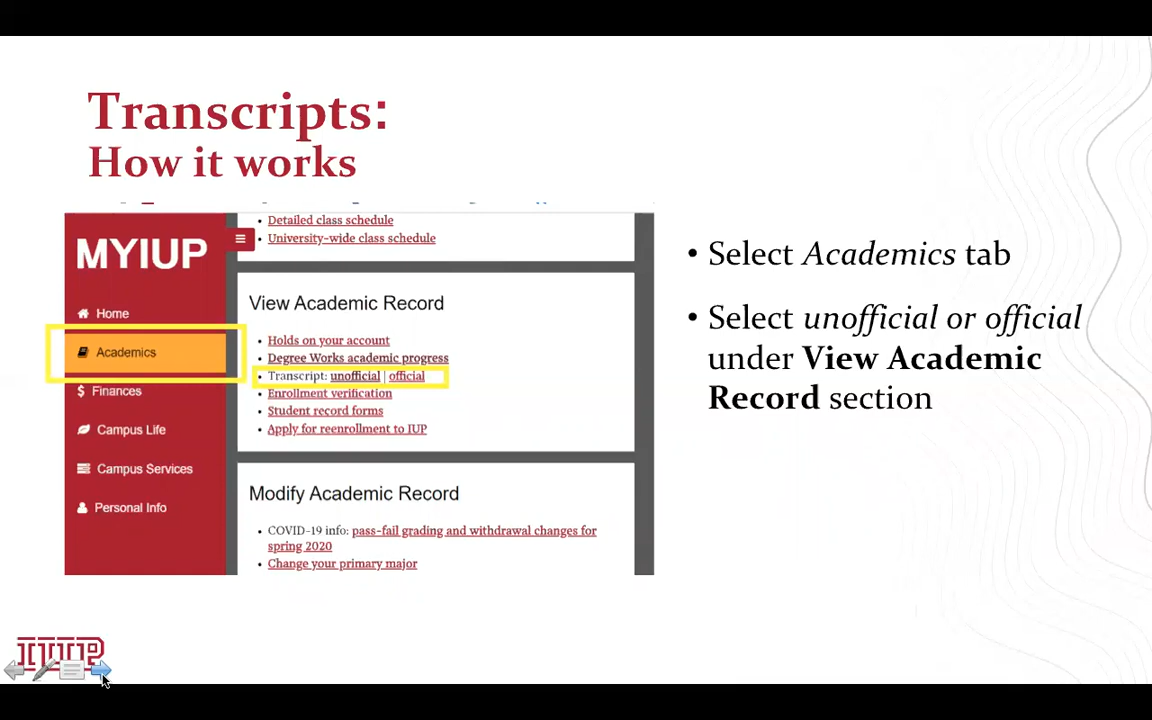 Transcripts:
How it works
MYIUP
Home
Academics
Finances
Campus Life
Campus Services
Personal Info
• Detailed class schedule
• University-wide class schedule
View Academic Record
• Holds on your account
• Degree Works academic progress
• Transcript: unofficial | official
• Enrollment verification
• Student record forms
• Apply for reenrollment to IUP
Modify Academic Record
• COVID-19 info: pass-fail grading and withdrawal changes for
spring 2020
• Change your primary major
• Select Academics tab
• Select unofficial or official
under View Academic
Record section
IUP